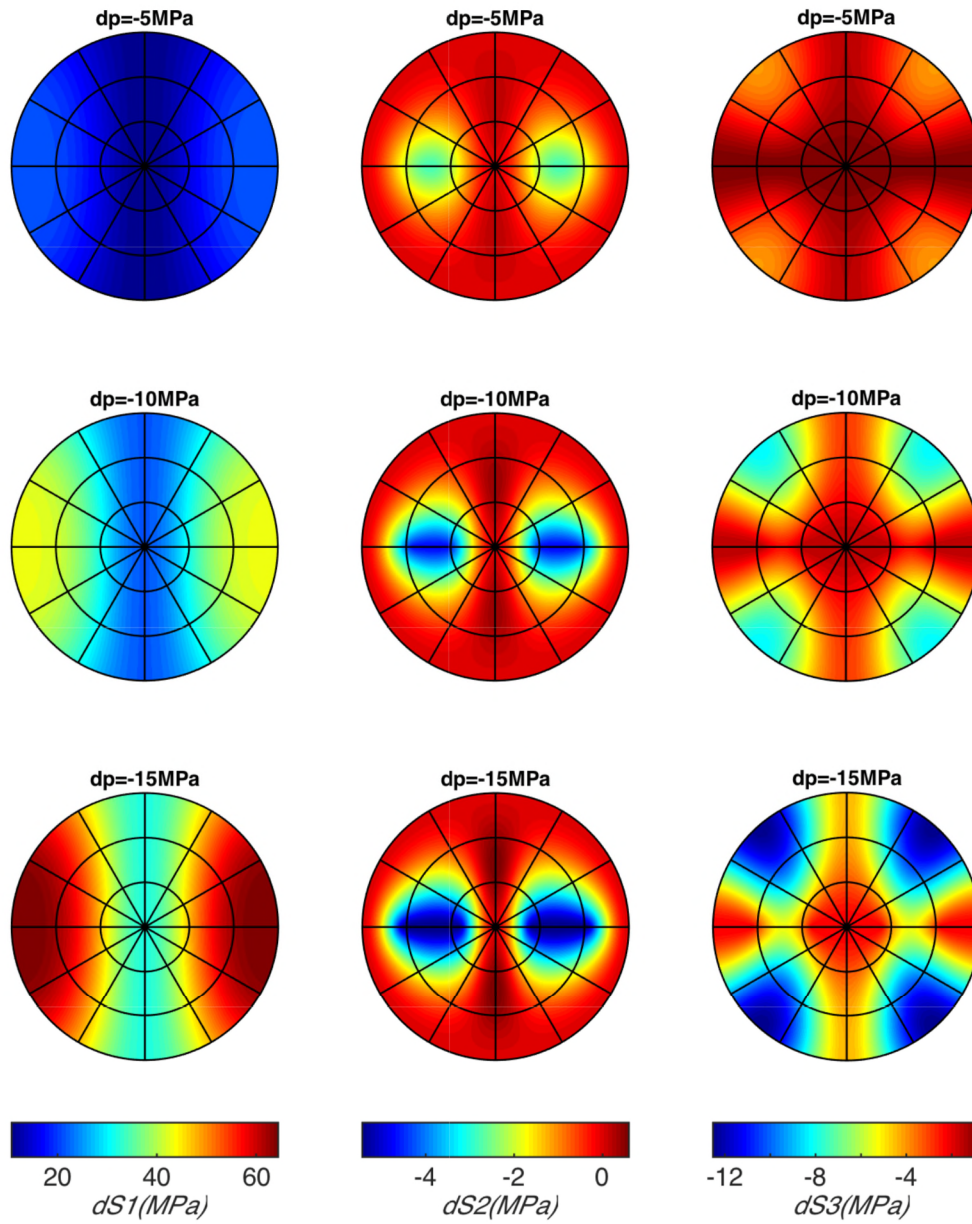 dp=-5MPa dp=-5MPa dp=-5MPa
dp=-10MPa dp=-10MPa dp=-10MPa
dp=-15MPa dp=-15MPa dp=-15MPa
20 40 60 -4 -2 0 -12 -8 -4
dS1(MPa) dS2(MPa) dS3(MPa)